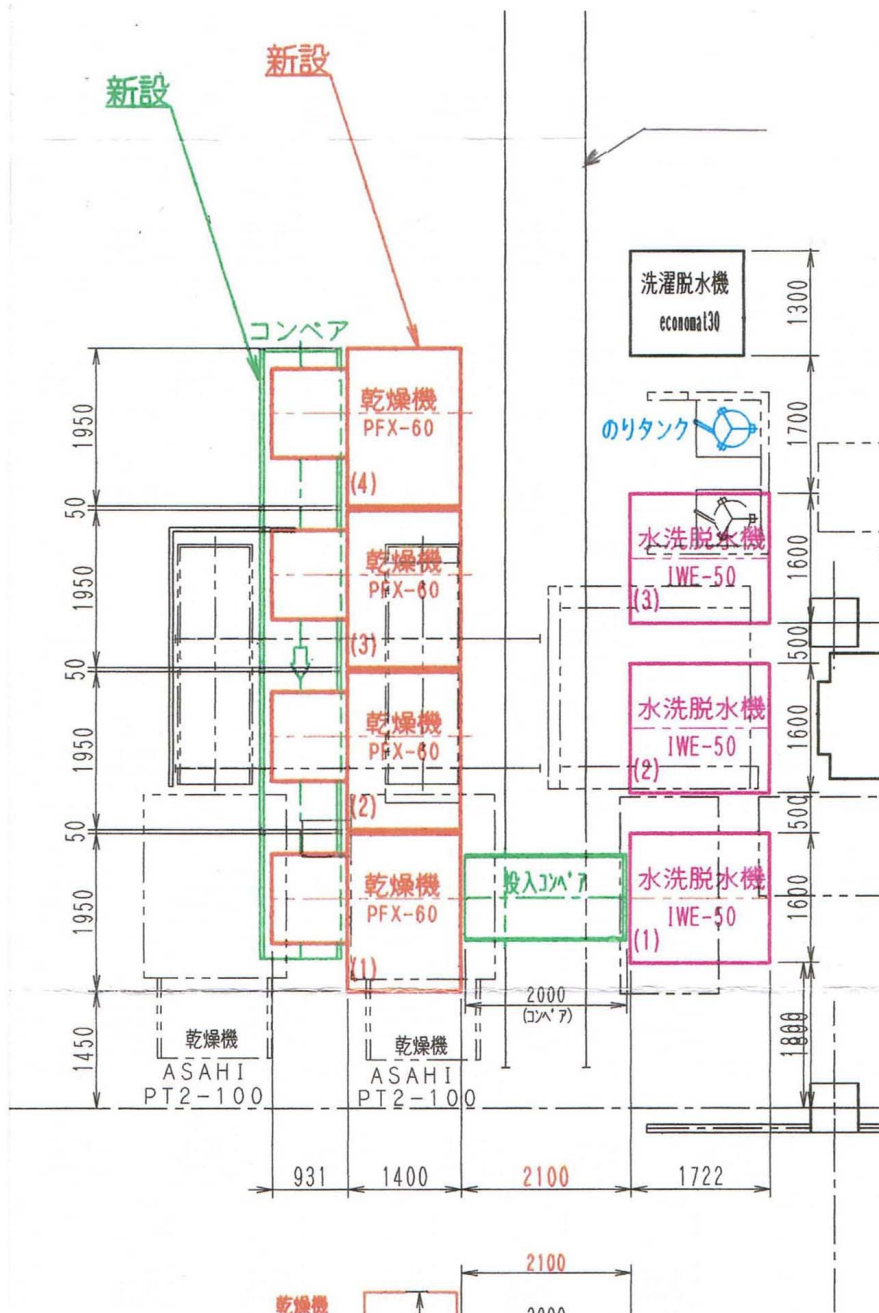 新設
新設
コンベア
洗濯脱水機
economat30
1300
1700
のりタンク
乾燥機
PFX-60
(4)
1950
50
水洗脱水機
IWE-50
(3)
1600
500
乾燥機
PFX-60
(3)
1950
50
水洗脱水機
IWE-50
(2)
1600
500
乾燥機
PFX-60
(2)
1950
50
投入コンベア
水洗脱水機
IWE-50
(1)
1600
乾燥機
PFX-60
(1)
1950
2000
(コンベア)
1450
乾燥機
ASAHI
PT2-100
乾燥機
ASAHI
PT2-100
931
1400
2100
1722
2100
乾燥機